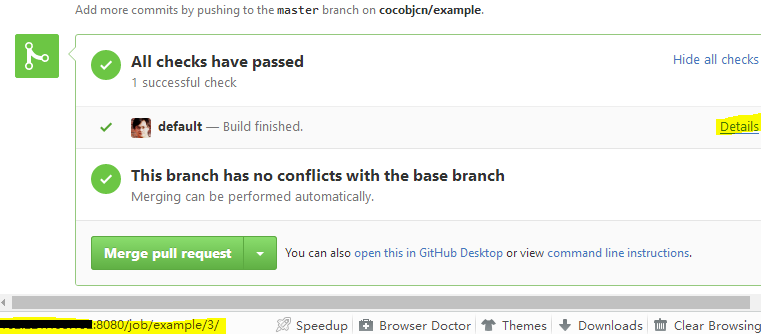 Add more commits by pushing to the master branch on cocobjcn/example.
All checks have passed
Hide all checks
1 successful check
default — Build finished.
Details
This branch has no conflicts with the base branch
Merging can be performed automatically.
Merge pull request
You can also open this in GitHub Desktop or view command line instructions.
:8080/job/example/3/
Speedup
Browser Doctor
Themes
Downloads
Clear Browsing